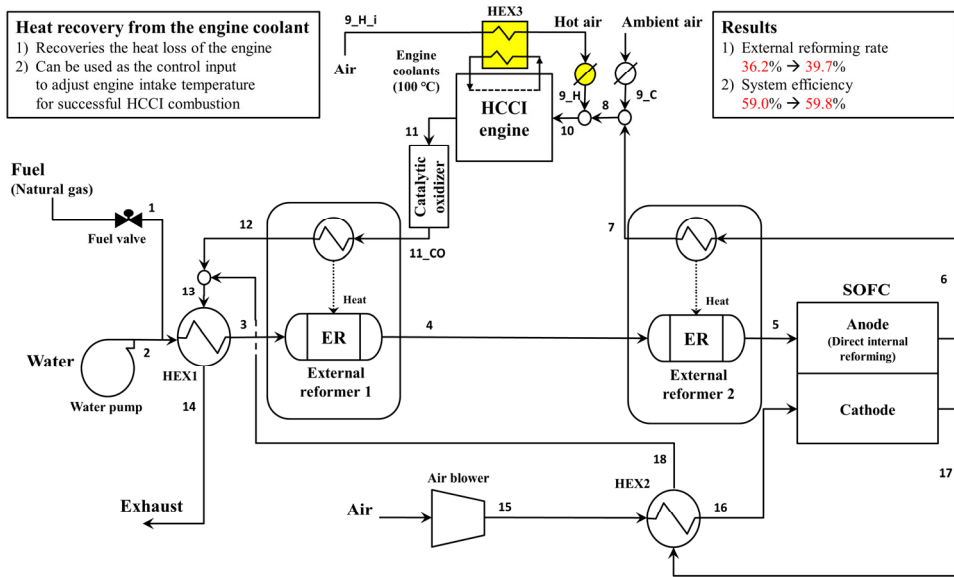 Heat recovery from the engine coolant
1) Recoveries the heat loss of the engine
2) Can be used as the control input
to adjust engine intake temperature
for successful HCCI combustion
9_H_i
Air
HEX3
Engine
coolants
(100 °C)
Hot air
Ambient air
9_H
9_C
8
10
HCCI
engine
Results
1) External reforming rate
36.2% → 39.7%
2) System efficiency
59.0% → 59.8%
11
Catalytic
oxidizer
11_CO
Fuel
(Natural gas)
1
Fuel valve
12
13
Heat
3
ER
External
reformer 1
4
7
Heat
ER
External
reformer 2
5
6
SOFC
Anode
(Direct internal
reforming)
Cathode
Water
2
Water pump
HEX1
14
Exhaust
Air
Air blower
15
18
HEX2
16
17